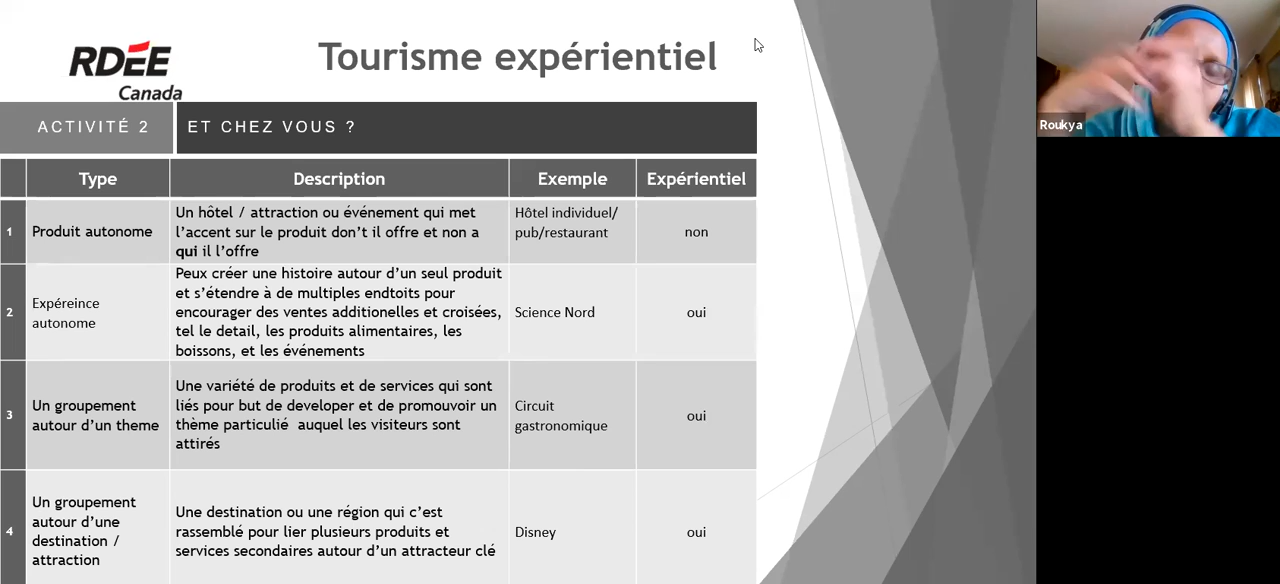 RDÉE
Canada
Tourisme expérientiel
ACTIVITÉ 2
ET CHEZ VOUS ?
Type Description Exemple Expérientiel
1
Produit autonome
Un hôtel / attraction ou événement qui met
l’accent sur le produit don’t il offre et non a
qui il l’offre
Hôtel individuel/
pub/restaurant
non
2
Expéreince
autonome
Peux créer une histoire autour d’un seul produit
et s’étendre à de multiples endtoits pour
encourager des ventes additionelles et croisées,
tel le detail, les produits alimentaires, les
boissons, et les événements
Science Nord
oui
3
Un groupement
autour d’un theme
Une variété de produits et de services qui sont
liés pour but de developer et de promouvoir un
thème particulié auquel les visiteurs sont
attirés
Circuit
gastronomique
oui
4
Un groupement
autour d’une
destination /
attraction
Une destination ou une région qui c’est
rassemblé pour lier plusieurs produits et
services secondaires autour d’un attracteur clé
Disney
oui
Roukya